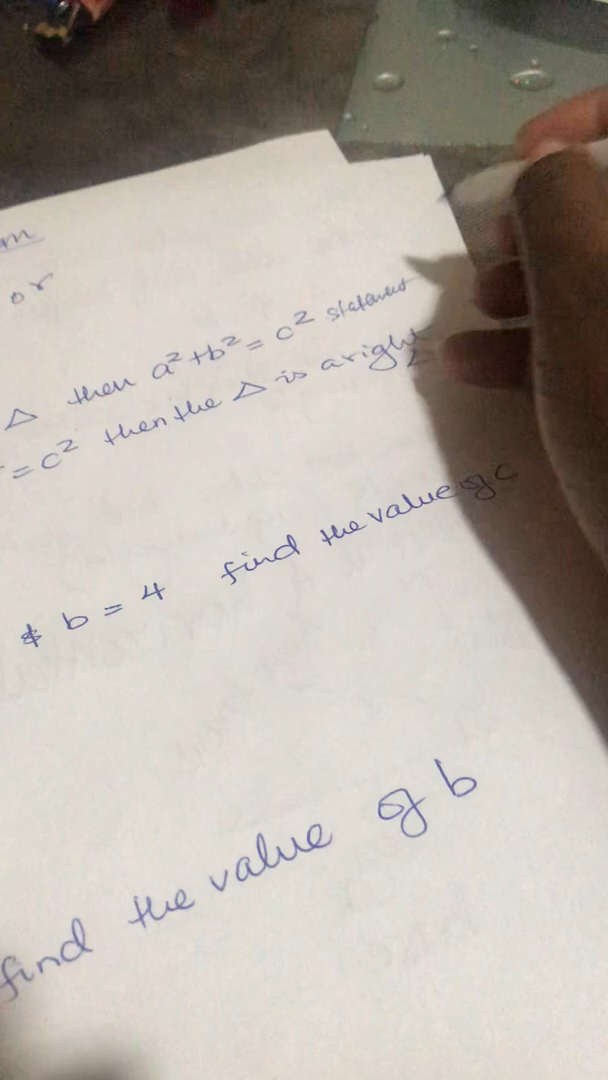 m
or
△ then a²+b² = c² statement
= c² then the △ is a right △
& b = 4 find the value of c
find the value of b